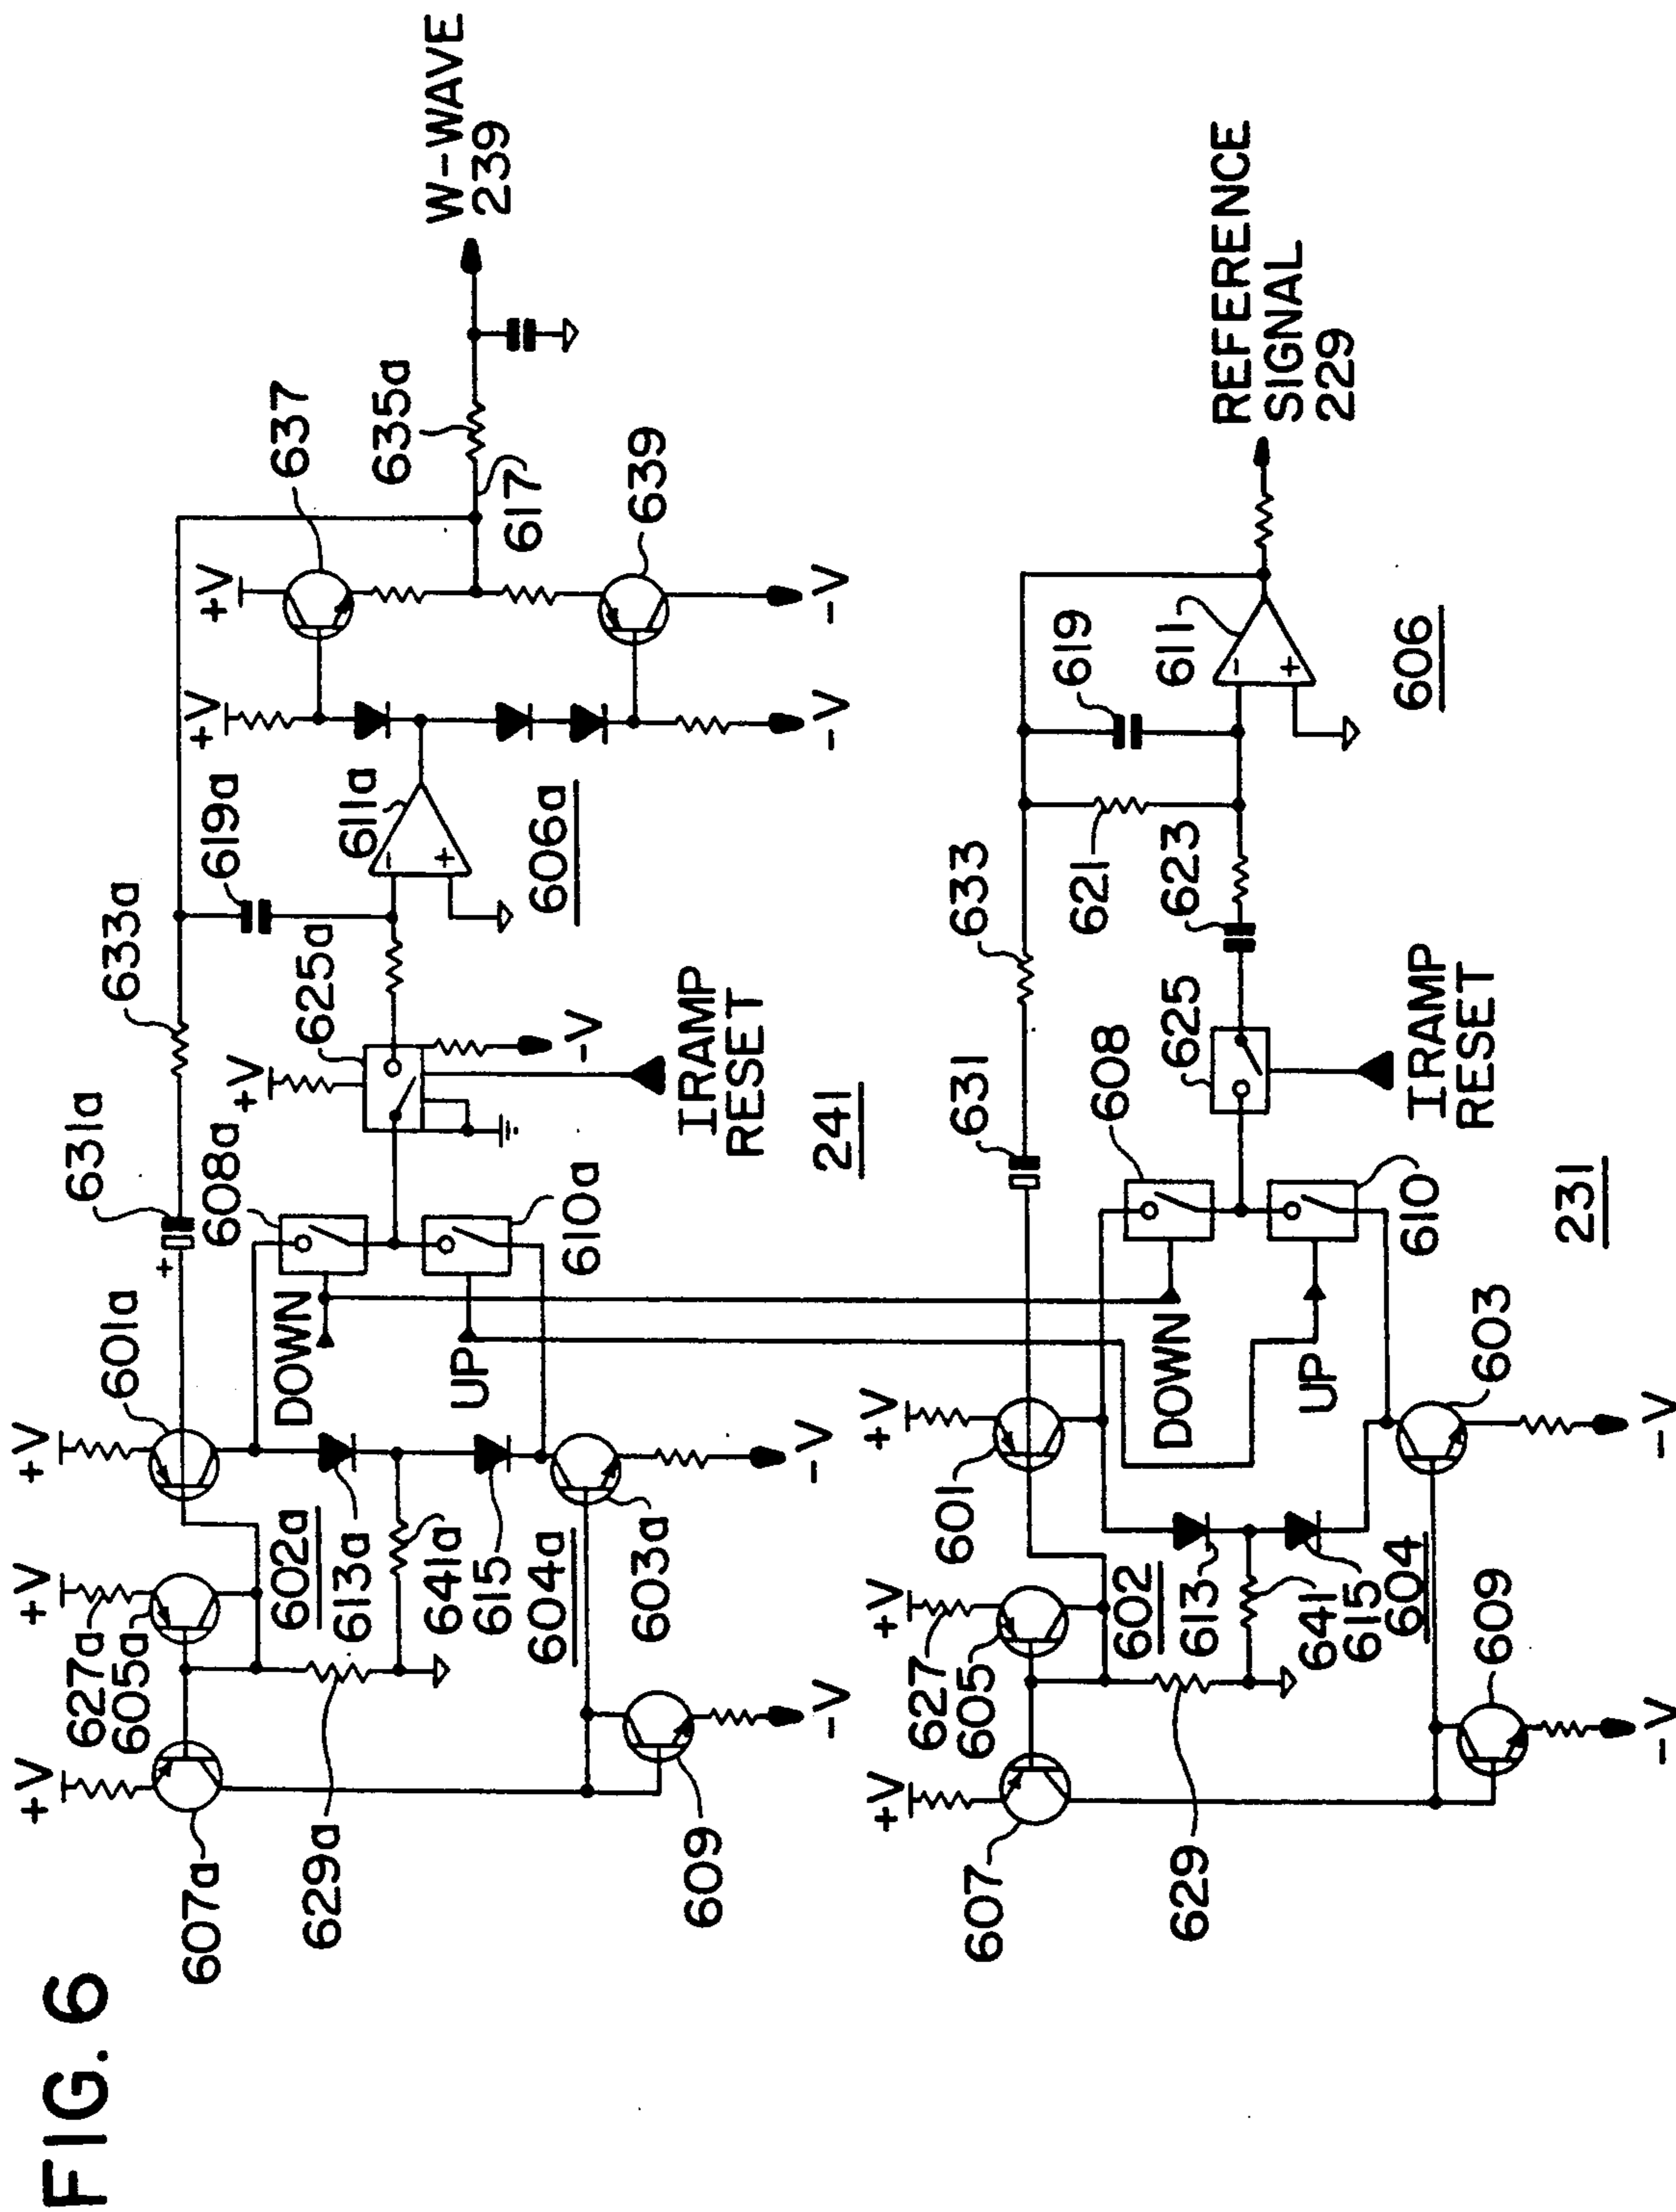 FIG. 6
+V
+V
+V
601a
631a
633a
607a
627a
605a
629a
602a
613a
641a
615
604a
603a
609
-V
-V
DOWN
UP
608a
610a
+V
625a
-V
IRAMP
RESET
241
619a
611a
-
+
606a
+
+V
+V
637
639
-V
-V
617
635a
W-WAVE
239
+V
+V
+V
607
627
605
629
601
602
613
641
615
604
603
609
-V
-V
DOWN
UP
608
610
631
633
625
IRAMP
RESET
231
623
621
619
611
-
+
606
REFERENCE
SIGNAL
229